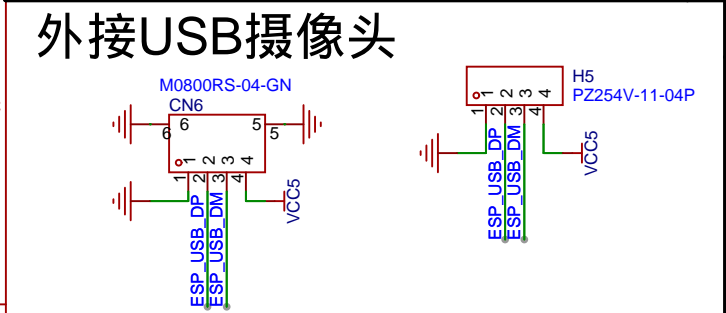 外接USB摄像头
M0800RS-04-GN
CN6
6
5
6
5
1
2
3
4
1
2
3
4
ESP_USB_DP
ESP_USB_DM
VCC5
H5
PZ254V-11-04P
1
2
3
4
1
2
3
4
ESP_USB_DP
ESP_USB_DM
VCC5